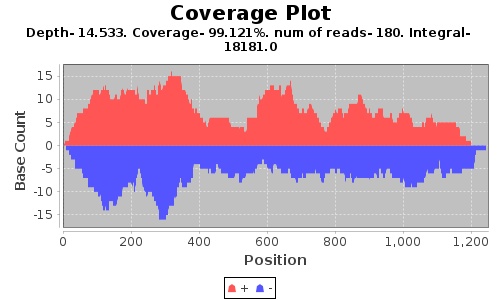 Coverage Plot
Depth- 14.533. Coverage- 99.121%. num of reads- 180. Integral-
18181.0
Base Count
15
10
5
0
-5
-10
-15
0 200 400 600 800 1,000 1,200
Position
+ -